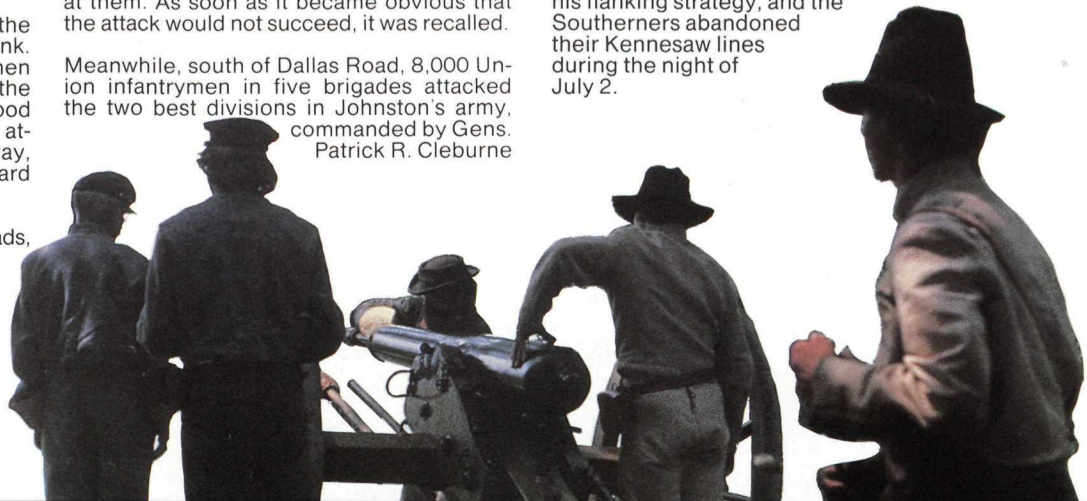 the
nk.
nen
the
ood
at-
ray,
ard
ads,
at them. As soon as it became obvious that
the attack would not succeed, it was recalled.
Meanwhile, south of Dallas Road, 8,000 Un-
ion infantrymen in five brigades attacked
the two best divisions in Johnston's army,
commanded by Gens.
Patrick R. Cleburne
his flanking strategy, and the
Southerners abandoned
their Kennesaw lines
during the night of
July 2.